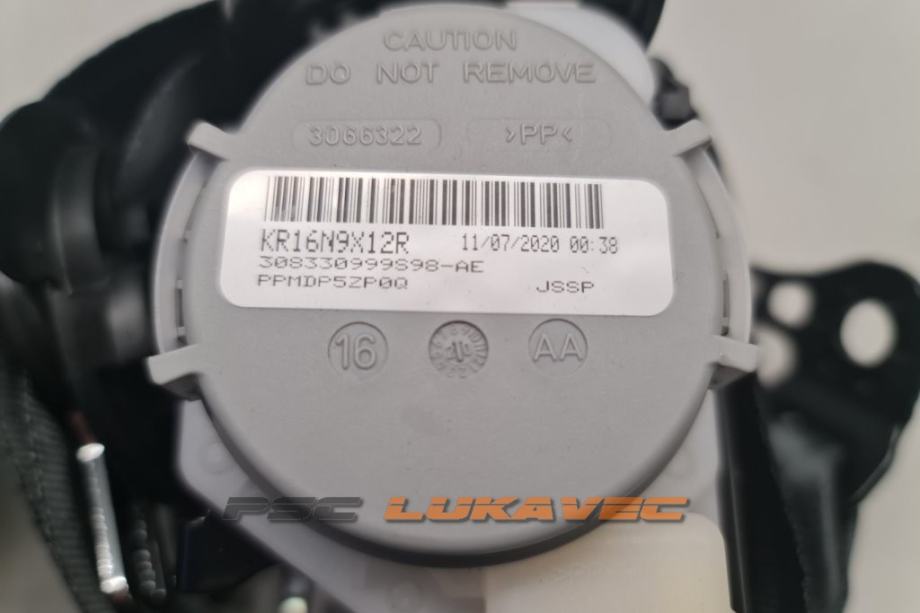 CAUTION
DO NOT REMOVE
3066322 >PP<
KR16N9X12R 11/07/2020 00:38
308330999S98-AE
PPMDP5ZP0Q JSSP
16 AA
PSC LUKAVEC